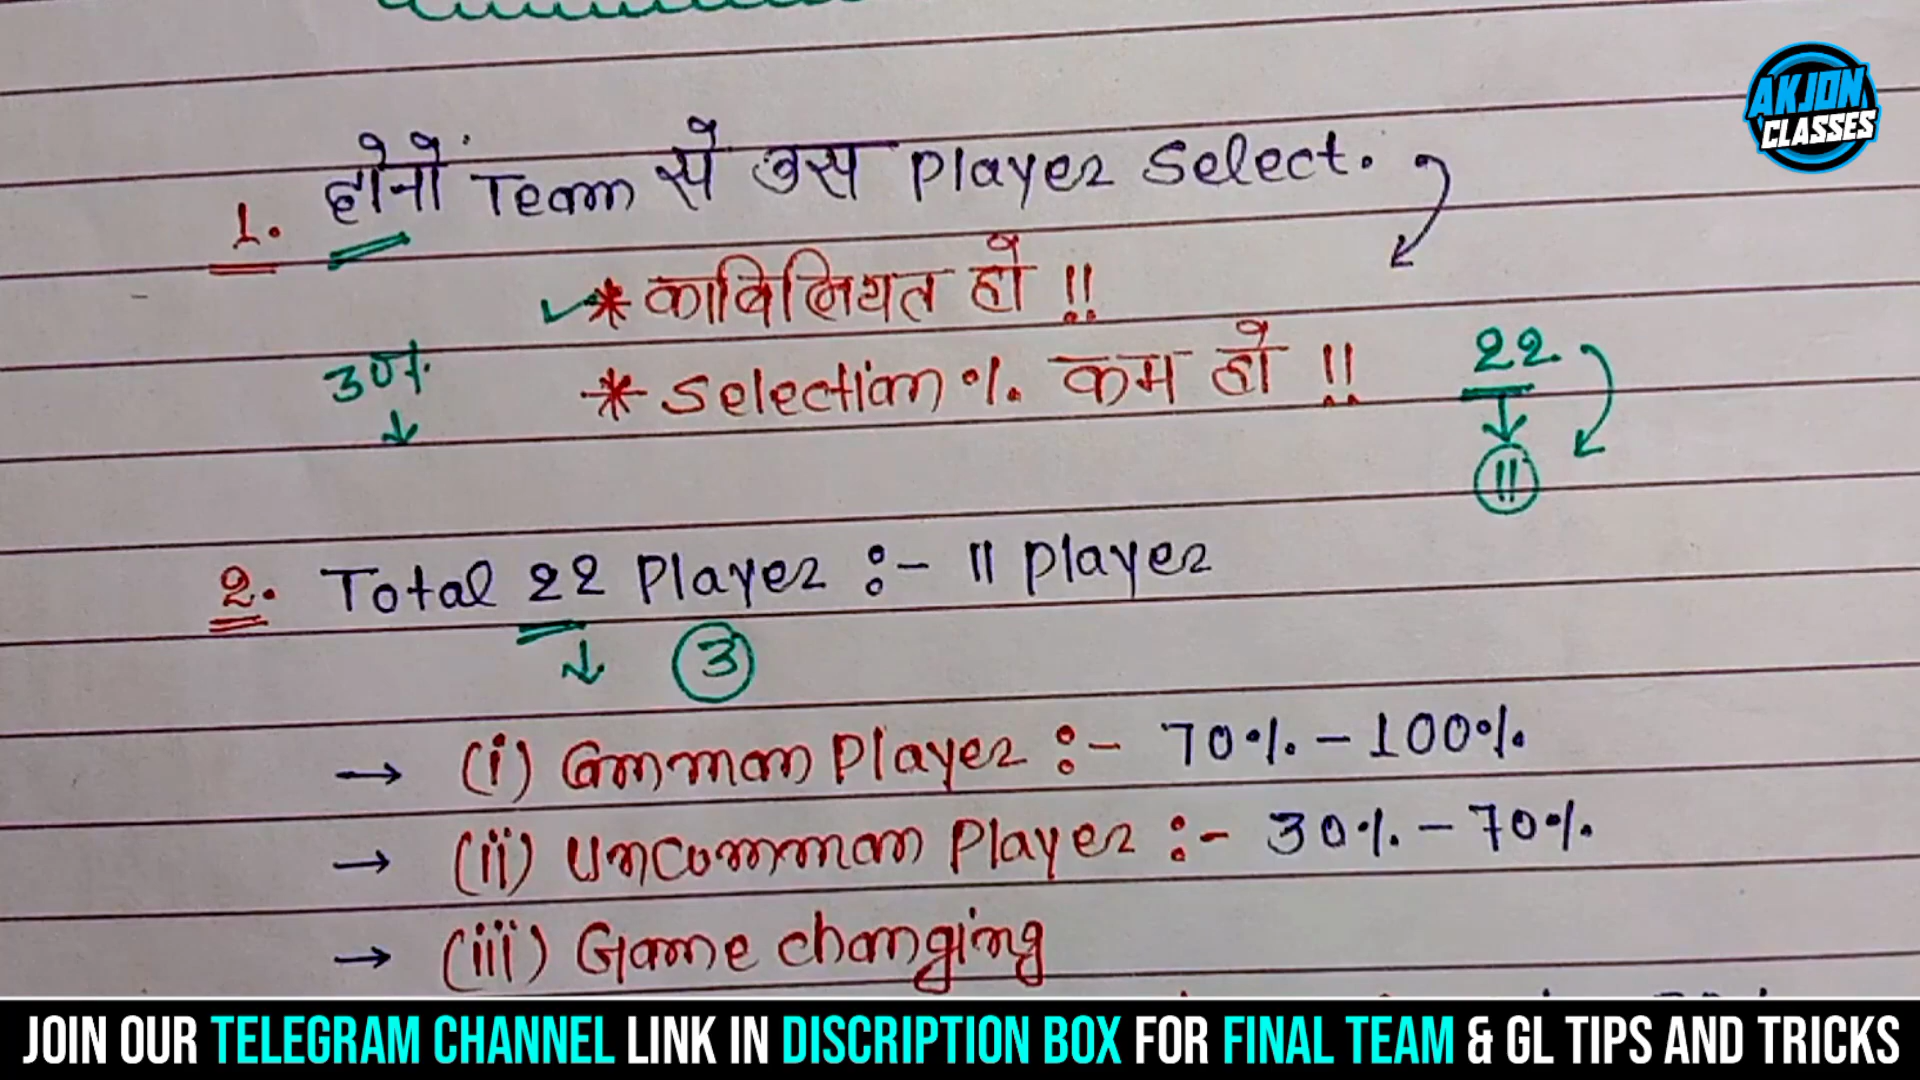 AKJON
CLASSES
1. दोनों Team से उस Player Select.
* काबिलियत हो !!
30%
* Selection %. कम हो !!
22
11
2. Total 22 Player :- 11 Player
3
→ (i) Common Player :- 70% - 100%
→ (ii) Uncommon Player :- 30% - 70%
→ (iii) Game changing
JOIN OUR TELEGRAM CHANNEL LINK IN DISCRIPTION BOX FOR FINAL TEAM & GL TIPS AND TRICKS